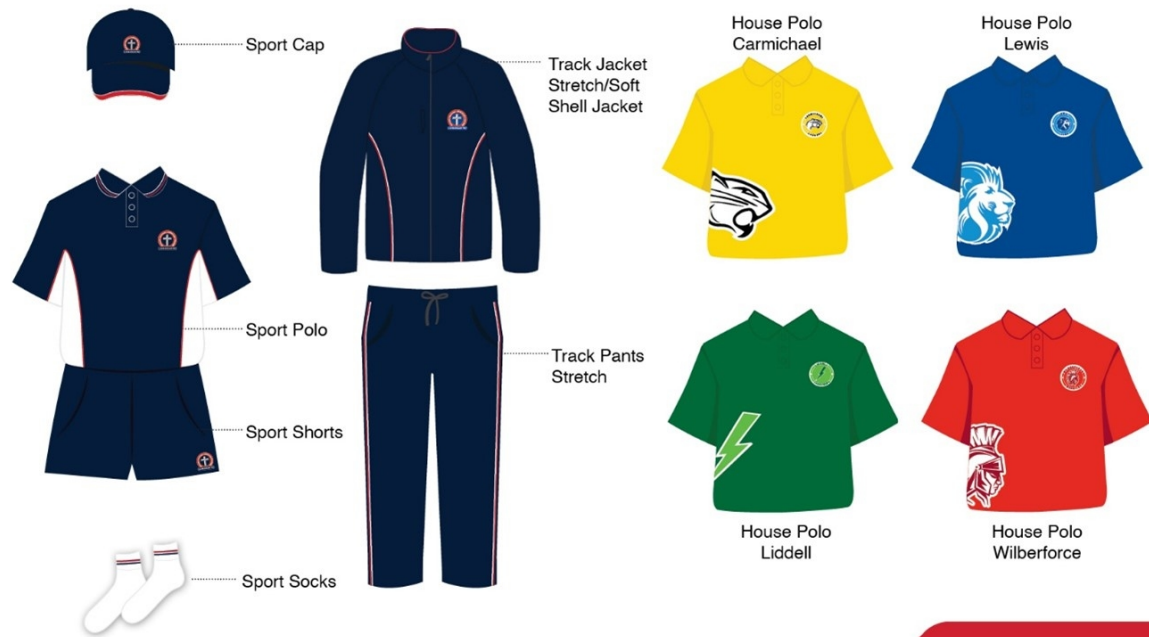 Sport Cap
Track Jacket
Stretch/Soft
Shell Jacket
Sport Polo
Track Pants
Stretch
Sport Shorts
Sport Socks
House Polo
Carmichael
House Polo
Lewis
House Polo
Liddell
House Polo
Wilberforce